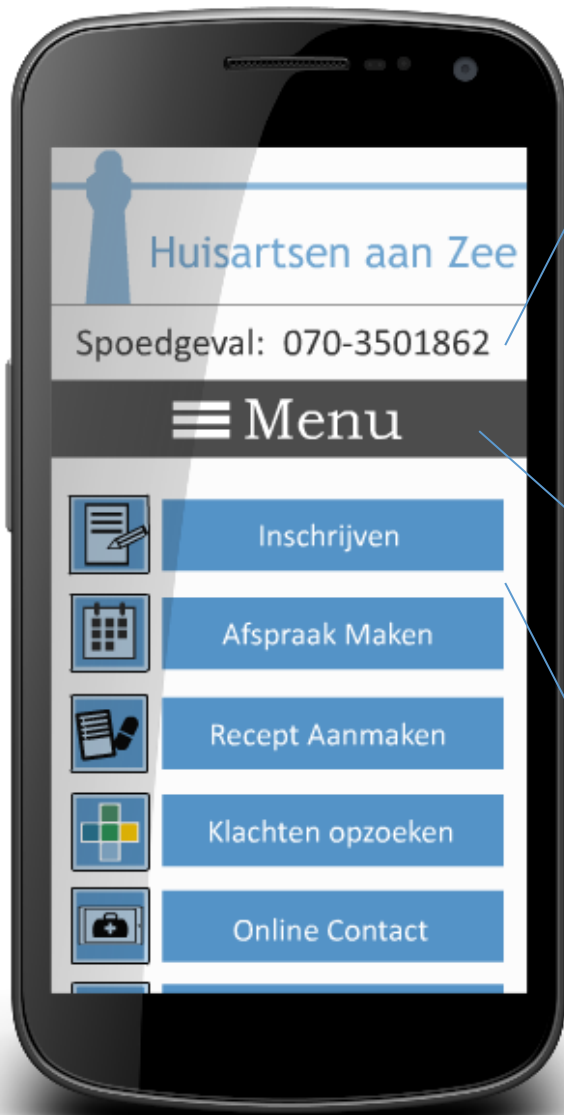 Huisartsen aan Zee
Spoedgeval: 070-3501862
Menu
Inschrijven
Afspraak Maken
Recept Aanmaken
Klachten opzoeken
Online Contact